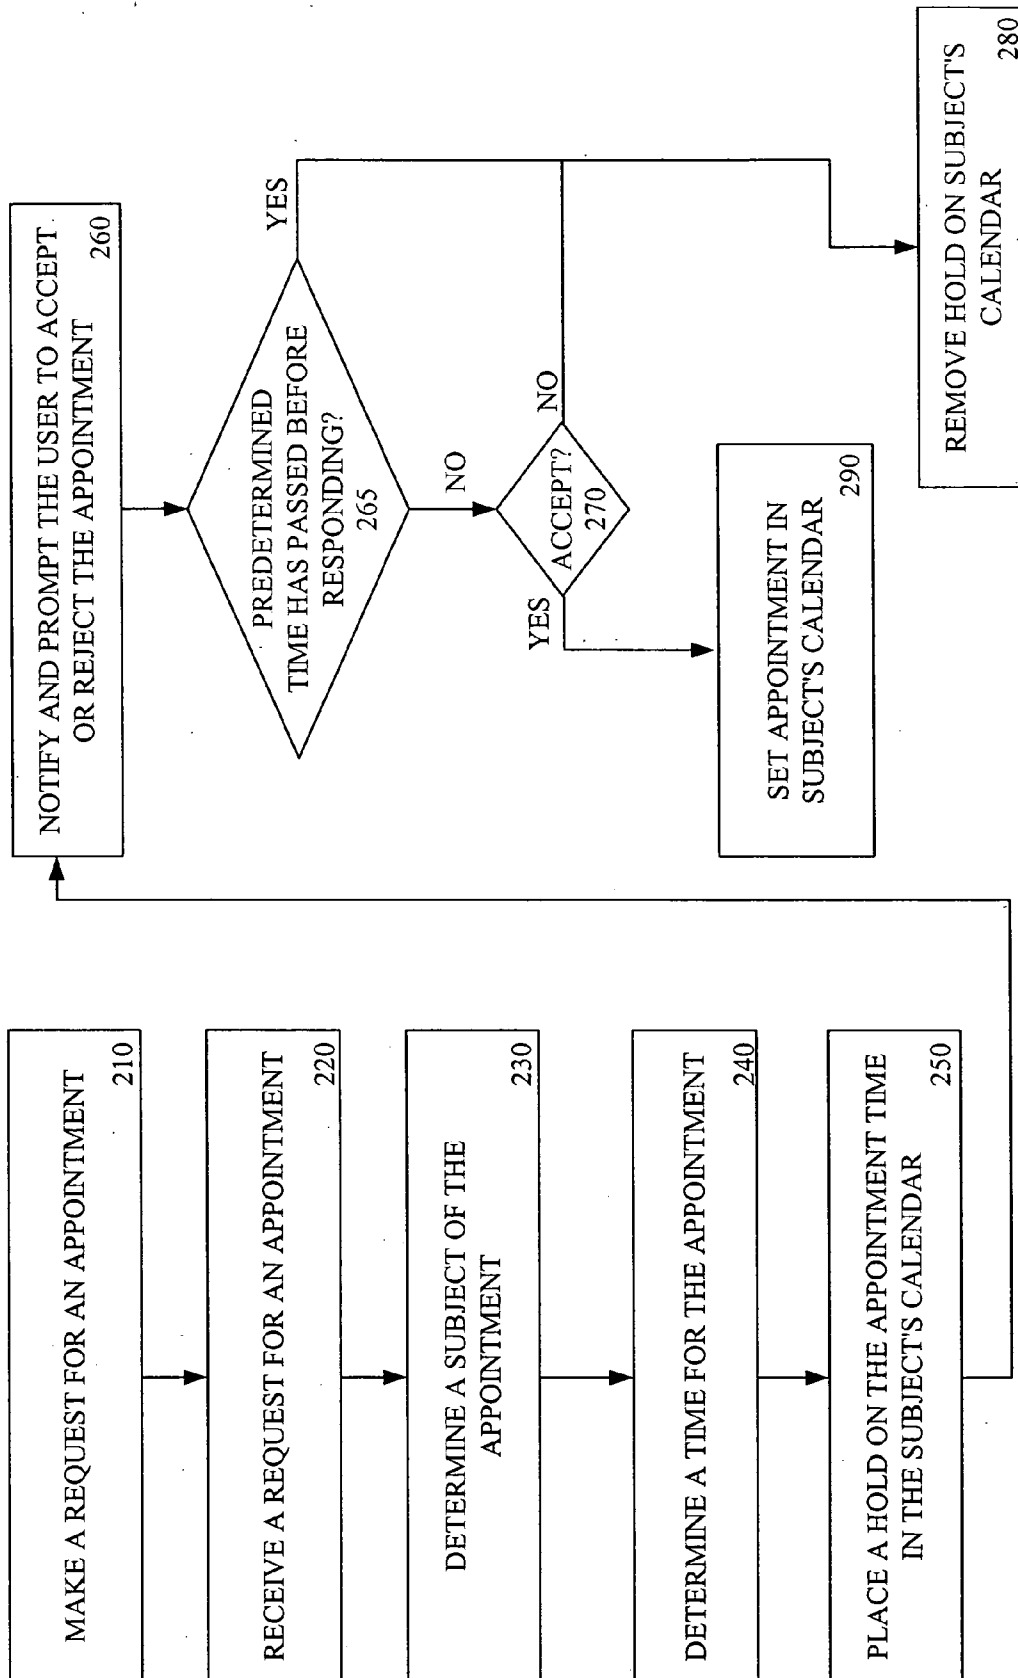 MAKE A REQUEST FOR AN APPOINTMENT
210
RECEIVE A REQUEST FOR AN APPOINTMENT
220
DETERMINE A SUBJECT OF THE
APPOINTMENT
230
DETERMINE A TIME FOR THE APPOINTMENT
240
PLACE A HOLD ON THE APPOINTMENT TIME
IN THE SUBJECT'S CALENDAR
250
NOTIFY AND PROMPT THE USER TO ACCEPT
OR REJECT THE APPOINTMENT
260
PREDETERMINED
TIME HAS PASSED BEFORE
RESPONDING?
265
YES
NO
ACCEPT?
270
YES
NO
SET APPOINTMENT IN
SUBJECT'S CALENDAR
290
REMOVE HOLD ON SUBJECT'S
CALENDAR
280